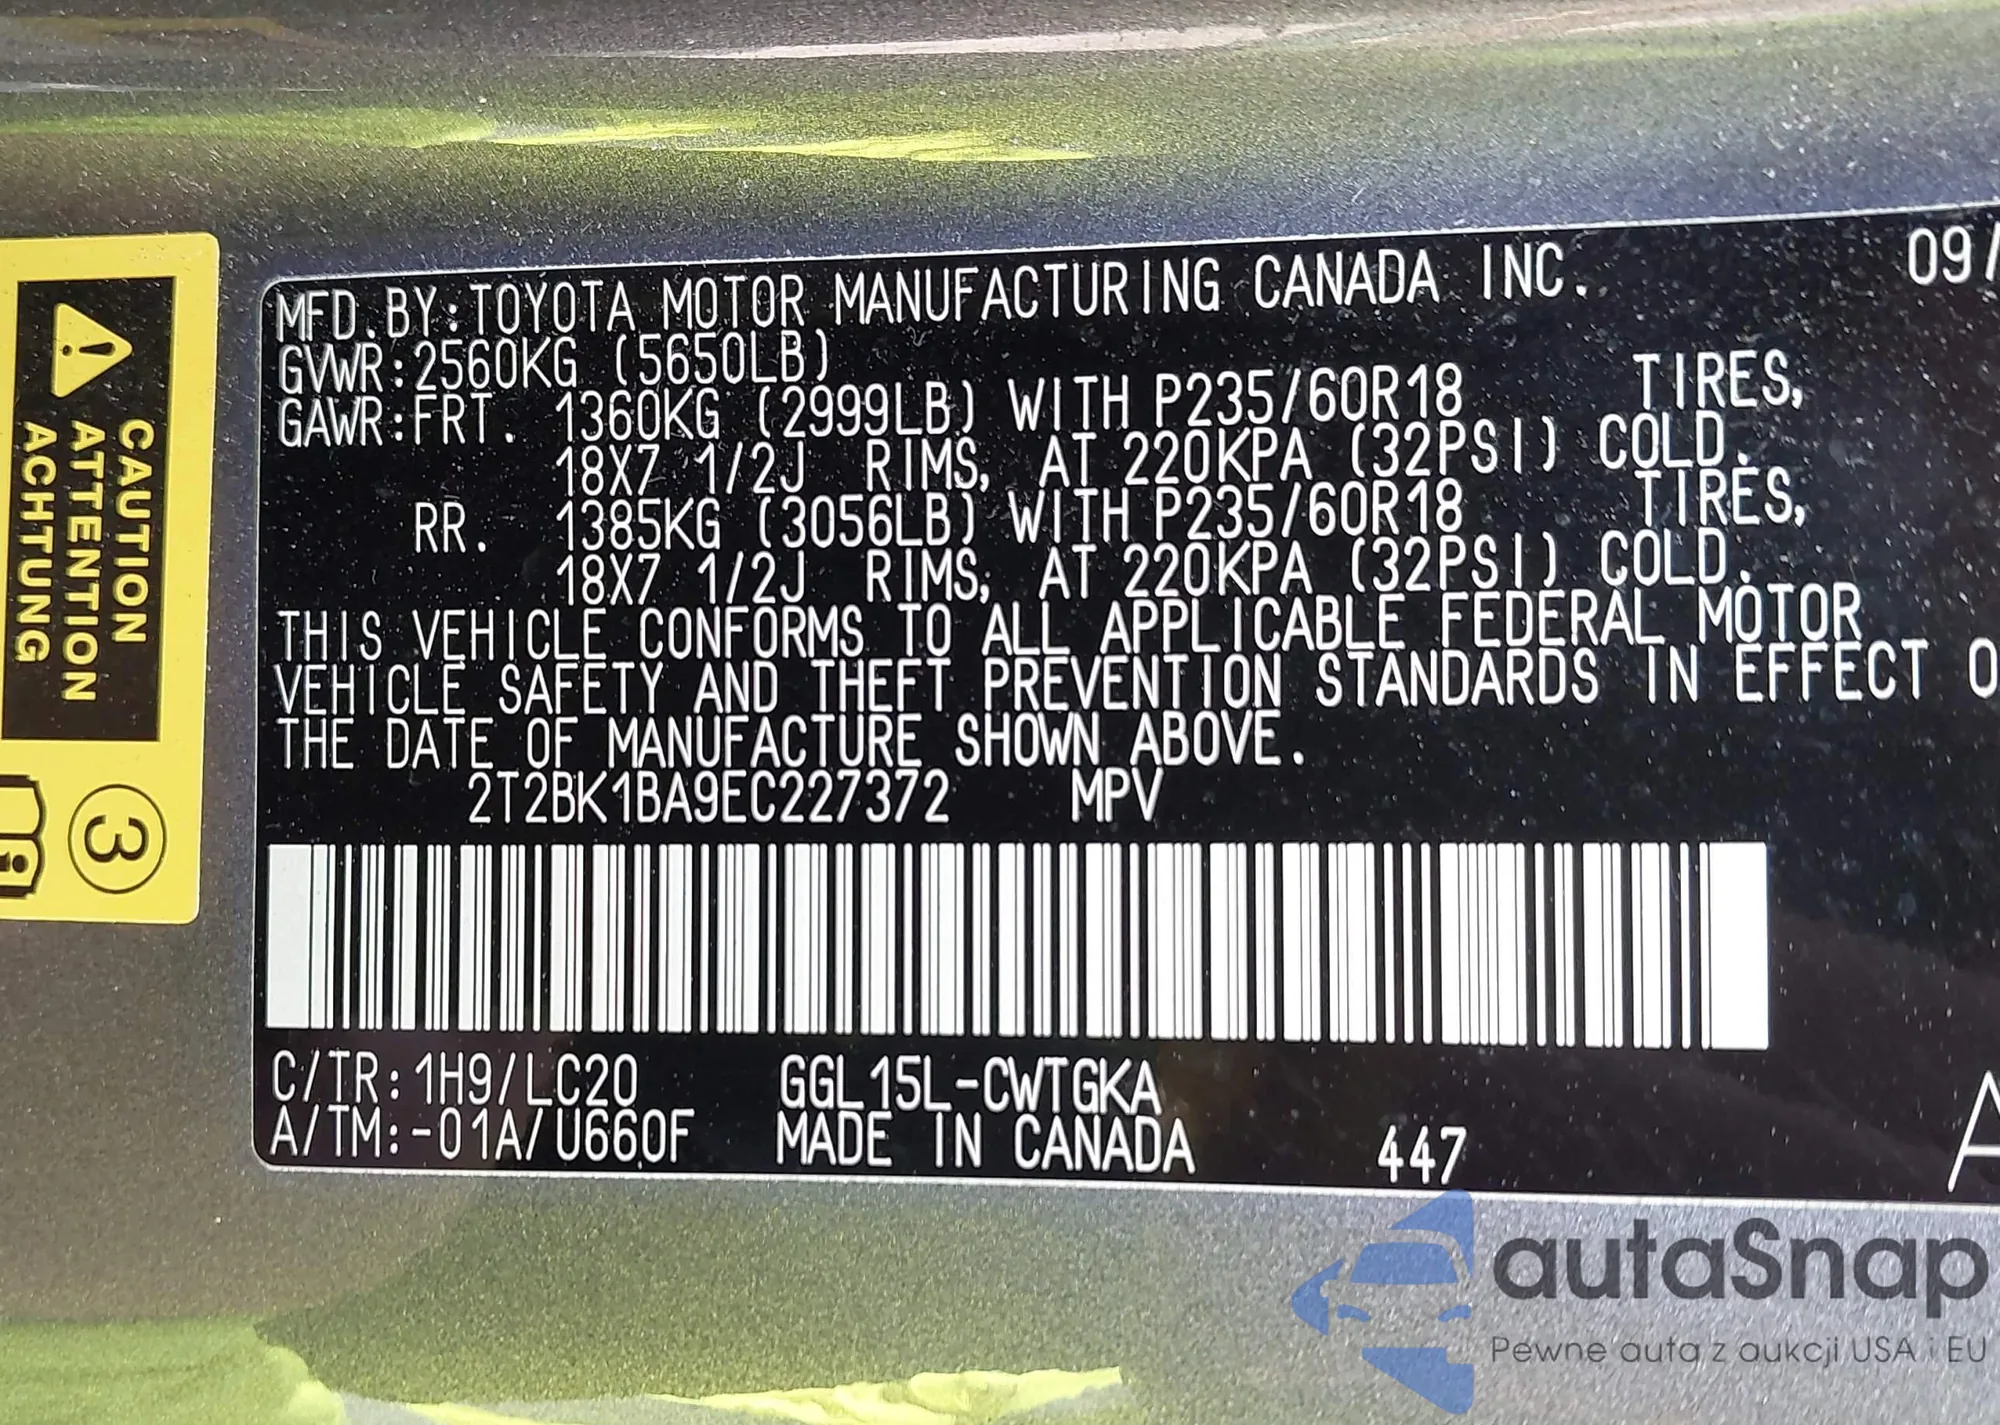 CAUTION
ATTENTION
ACHTUNG
3
MFD.BY:TOYOTA MOTOR MANUFACTURING CANADA INC. 09/
GVWR:2560KG (5650LB)
GAWR:FRT. 1360KG (2999LB) WITH P235/60R18 TIRES,
18X7 1/2J RIMS, AT 220KPA (32PSI) COLD.
RR. 1385KG (3056LB) WITH P235/60R18 TIRES,
18X7 1/2J RIMS, AT 220KPA (32PSI) COLD.
THIS VEHICLE CONFORMS TO ALL APPLICABLE FEDERAL MOTOR
VEHICLE SAFETY AND THEFT PREVENTION STANDARDS IN EFFECT O
THE DATE OF MANUFACTURE SHOWN ABOVE.
2T2BK1BA9EC227372 MPV
C/TR:1H9/LC20 GGL15L-CWTGKA
A/TM:-01A/U660F MADE IN CANADA 447 A
autaSnap
Pewne auta z aukcji USA i EU